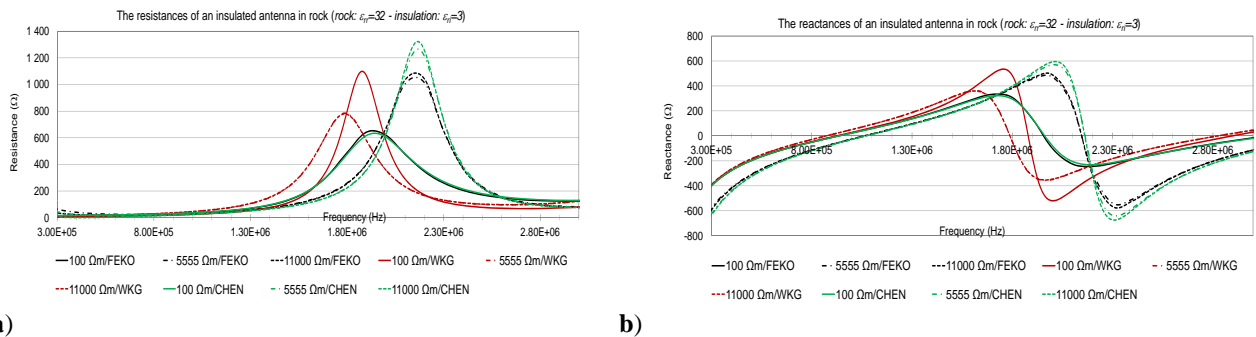 The resistances of an insulated antenna in rock (rock: εrr=32 - insulation: εri=3)
1 400
1 200
1 000
800
600
400
200
0
Resistance (Ω)
Frequency (Hz)
3.00E+05 8.00E+05 1.30E+06 1.80E+06 2.30E+06 2.80E+06
100 Ωm/FEKO 5555 Ωm/FEKO 11000 Ωm/FEKO 100 Ωm/WKG 5555 Ωm/WKG
11000 Ωm/WKG 100 Ωm/CHEN 5555 Ωm/CHEN 11000 Ωm/CHEN
a)
The reactances of an insulated antenna in rock (rock: εrr=32 - insulation: εri=3)
800
600
400
200
0
-200
-400
-600
-800
Reactance (Ω)
3.00E+05 8.00E+05 1.30E+06 1.80E+06 2.30E+06 2.80E+06
Frequency (Hz)
100 Ωm/FEKO 5555 Ωm/FEKO 11000 Ωm/FEKO 100 Ωm/WKG 5555 Ωm/WKG
11000 Ωm/WKG 100 Ωm/CHEN 5555 Ωm/CHEN 11000 Ωm/CHEN
b)